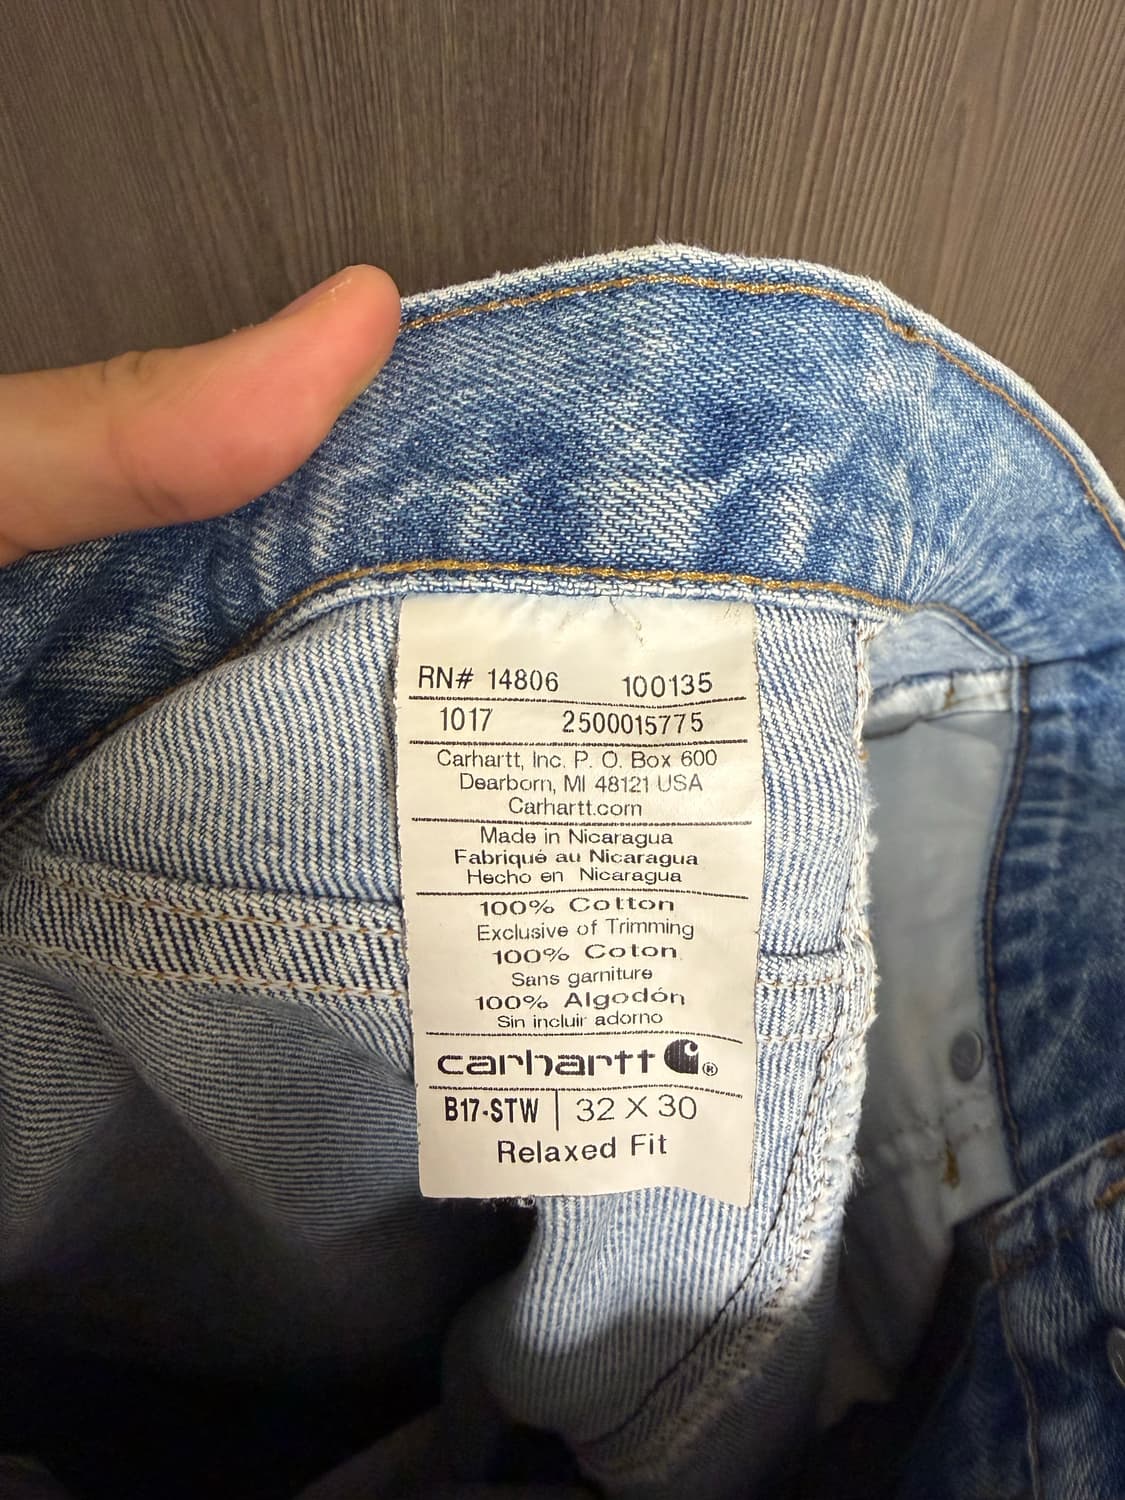 RN# 14806 100135
1017 2500015775
Carhartt, Inc. P. O. Box 600
Dearborn, MI 48121 USA
Carhartt.com
Made in Nicaragua
Fabriqué au Nicaragua
Hecho en Nicaragua
100% Cotton
Exclusive of Trimming
100% Coton
Sans garniture
100% Algodón
Sin incluir adorno
carhartt ®
B17-STW | 32 X 30
Relaxed Fit